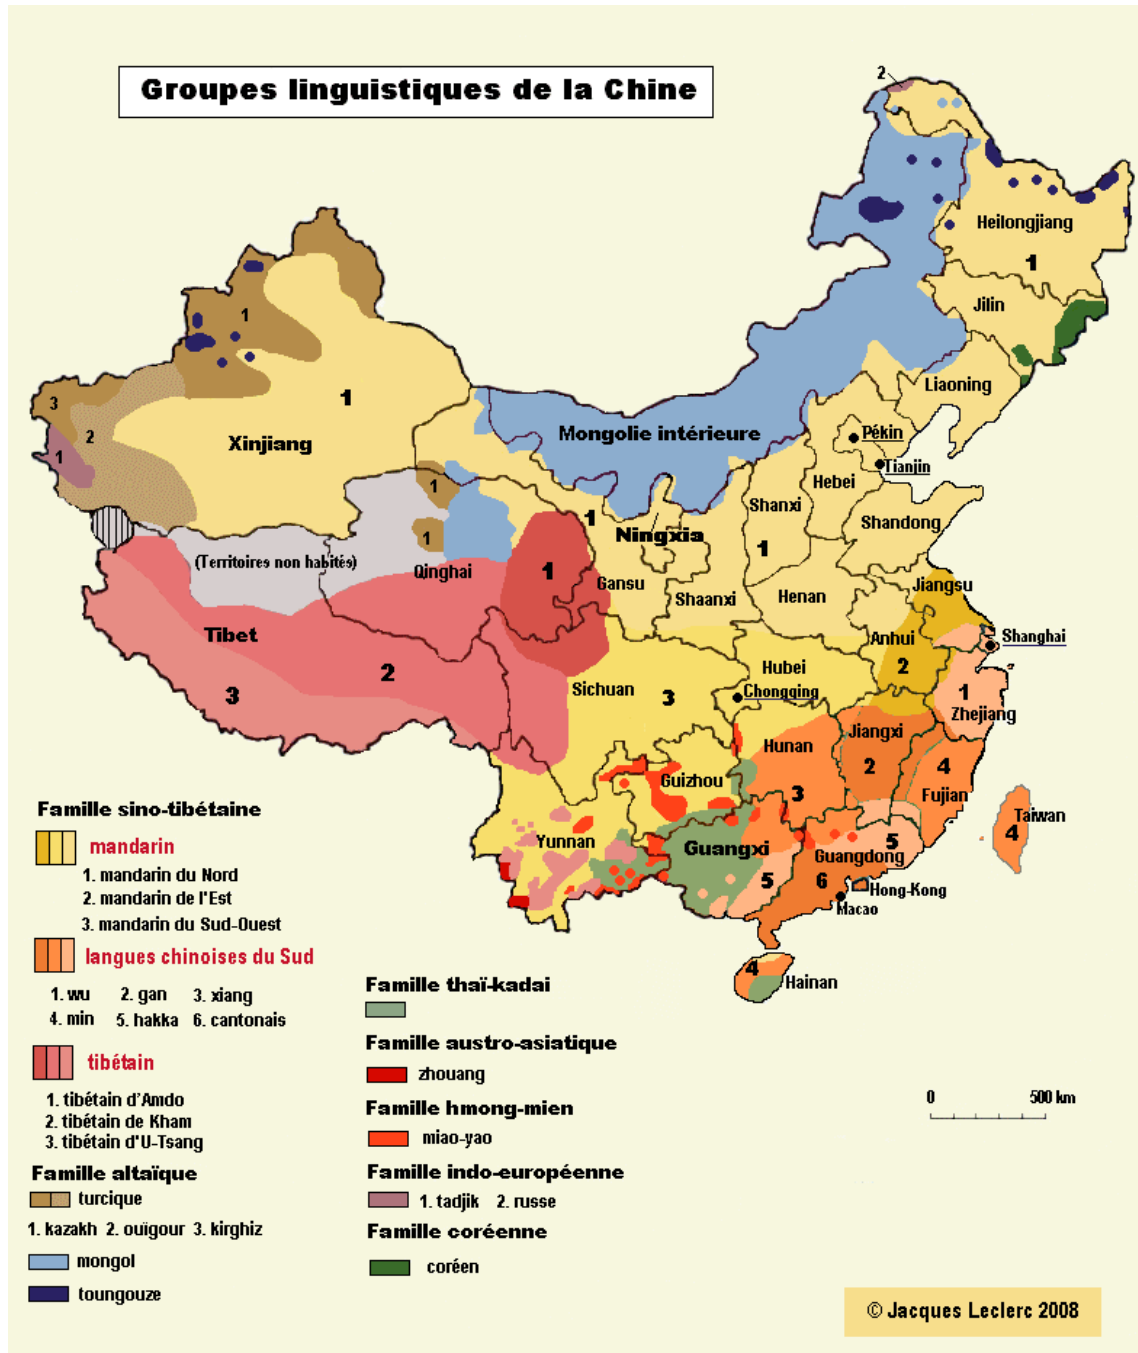 Groupes linguistiques de la Chine
2
Heilongjiang
1
Jilin
1
Liaoning
3
1
2
Xinjiang
Mongolie intérieure
Pékin
1
Tianjin
1
Hebei
Shanxi
1
Shandong
Ningxia
1
1
(Territoires non habités)
Qinghai
1
Gansu
Jiangsu
Shaanxi
Henan
Tibet
Anhui
Shanghai
2
Hubei
2
3
Sichuan
3
Chongqing
1
Zhejiang
Hunan
Jiangxi
2
4
Guizhou
3
Fujian
Taiwan
4
Yunnan
Guangxi
5
Guangdong
5
6
Hong-Kong
Macao
4
Hainan
Famille sino-tibétaine
mandarin
1. mandarin du Nord
2. mandarin de l'Est
3. mandarin du Sud-Ouest
langues chinoises du Sud
1. wu 2. gan 3. xiang
4. min 5. hakka 6. cantonais
tibétain
1. tibétain d'Amdo
2. tibétain de Kham
3. tibétain d'U-Tsang
Famille altaïque
turcique
1. kazakh 2. ouïgour 3. kirghiz
mongol
toungouze
Famille thaï-kadai
Famille austro-asiatique
zhouang
Famille hmong-mien
miao-yao
Famille indo-européenne
1. tadjik 2. russe
Famille coréenne
coréen
0 500 km
© Jacques Leclerc 2008